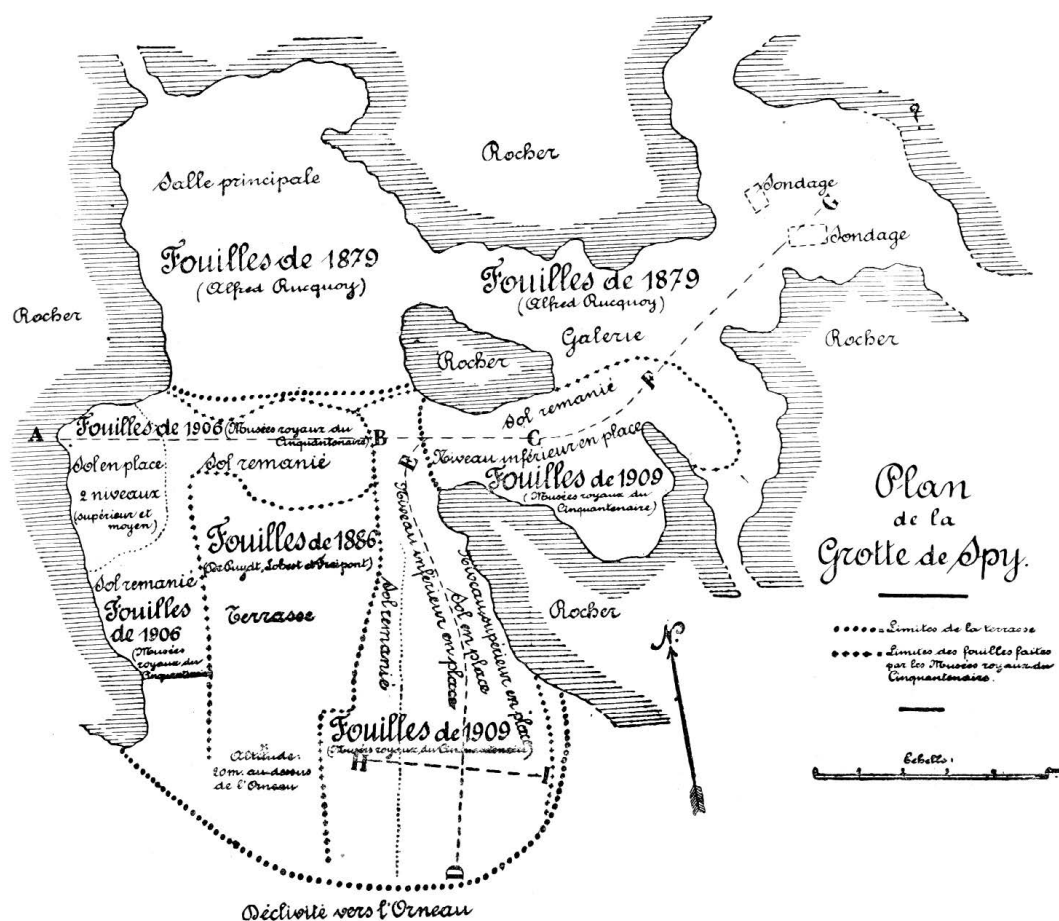 Rocher
?
Salle principale
Sondage
G
Sondage
Fouilles de 1879
(Alfred Rucquoy)
Fouilles de 1879
(Alfred Rucquoy)
Galerie
Rocher
Rocher
Rocher
F
Sol remanié
A
Fouilles de 1906 (Musées royaux du
Cinquantenaire)
B
C
E
Niveau inférieur en place
Sol en place
2 niveaux
(supérieur et
moyen)
Sol remanié
Fouilles de 1909
(Musées royaux du
Cinquantenaire)
Fouilles de 1886
(De Puydt, Lohest et Fraipont)
Terrasse
Sol remanié
Fouilles
de 1906
(Musées
royaux du
Cinquantenaire)
Sol remanié
Niveau inférieur en place
Sol en place
Niveau supérieur en place
Rocher
Fouilles de 1909
(Musées royaux du Cinquantenaire)
H
I
D
Altitude:
20m. au-dessus
de l'Orneau
Déclivité vers l'Orneau
N
Plan
de la
Grotte de Spy.
= Limites de la terrasse
= Limites des fouilles faites
par les Musées royaux du
Cinquantenaire.
Echelle: